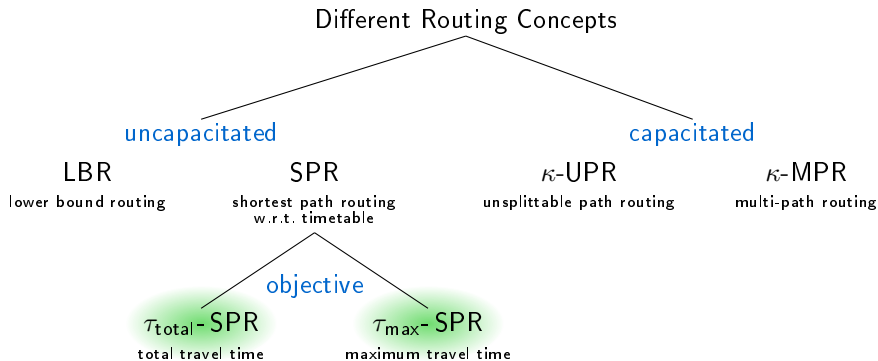 Different Routing Concepts
uncapacitated capacitated
LBR SPR κ-UPR κ-MPR
lower bound routing shortest path routing unsplittable path routing multi-path routing
w.r.t. timetable
objective
τtotal-SPR τmax-SPR
total travel time maximum travel time